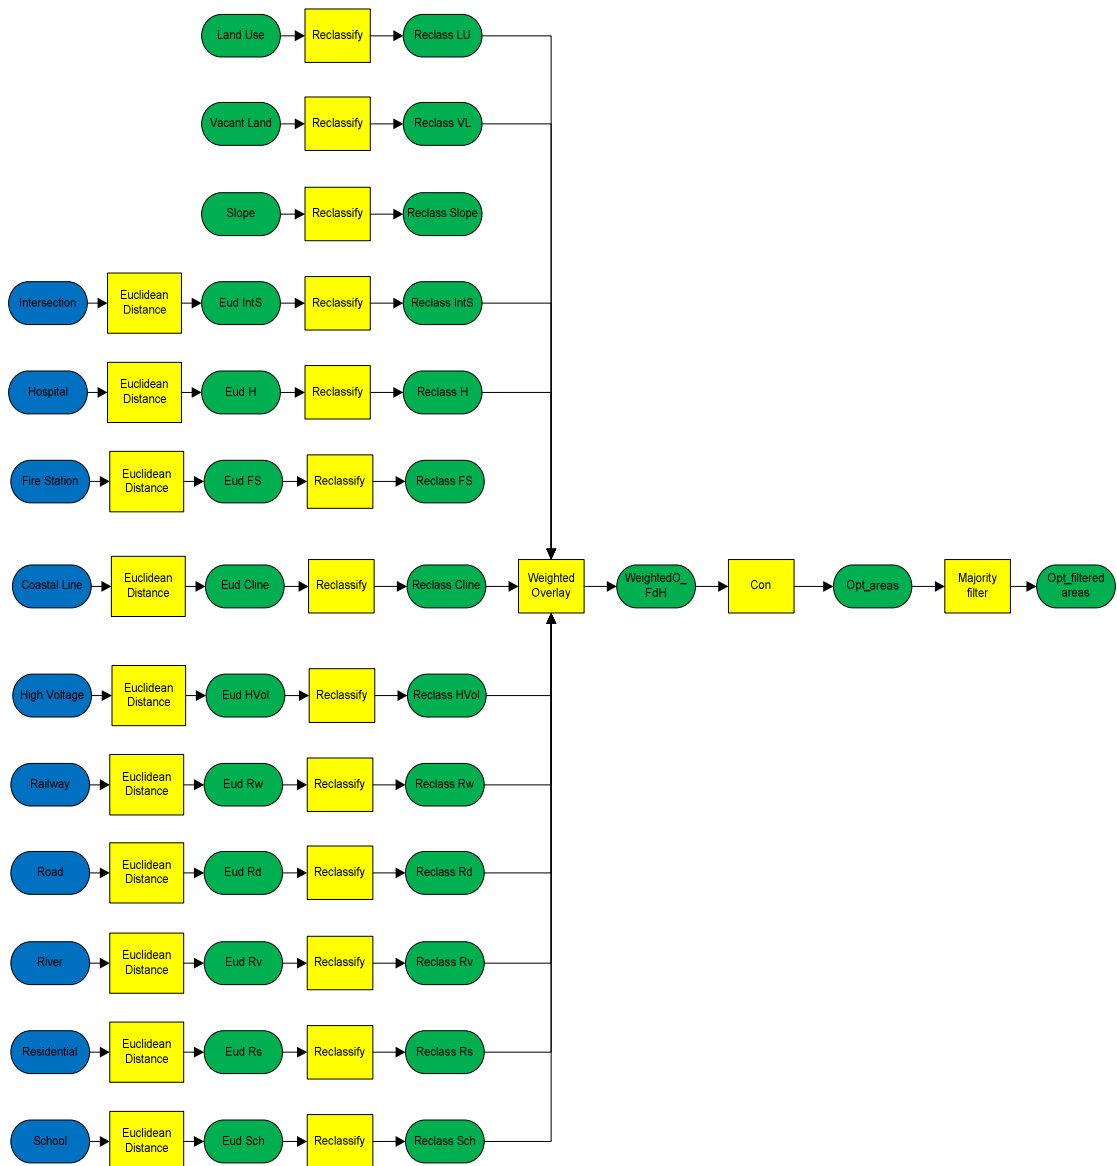 Land Use
Reclassify
Reclass LU
Vacant Land
Reclassify
Reclass VL
Slope
Reclassify
Reclass Slope
Intersection
Euclidean
Distance
Eud IntS
Reclassify
Reclass IntS
Hospital
Euclidean
Distance
Eud H
Reclassify
Reclass H
Fire Station
Euclidean
Distance
Eud FS
Reclassify
Reclass FS
Coastal Line
Euclidean
Distance
Eud Cline
Reclassify
Reclass Cline
Weighted
Overlay
WeightedO_
FdH
Con
Opt_areas
Majority
filter
Opt_filtered
areas
High Voltage
Euclidean
Distance
Eud HVol
Reclassify
Reclass HVol
Railway
Euclidean
Distance
Eud Rw
Reclassify
Reclass Rw
Road
Euclidean
Distance
Eud Rd
Reclassify
Reclass Rd
River
Euclidean
Distance
Eud Rv
Reclassify
Reclass Rv
Residential
Euclidean
Distance
Eud Rs
Reclassify
Reclass Rs
School
Euclidean
Distance
Eud Sch
Reclassify
Reclass Sch